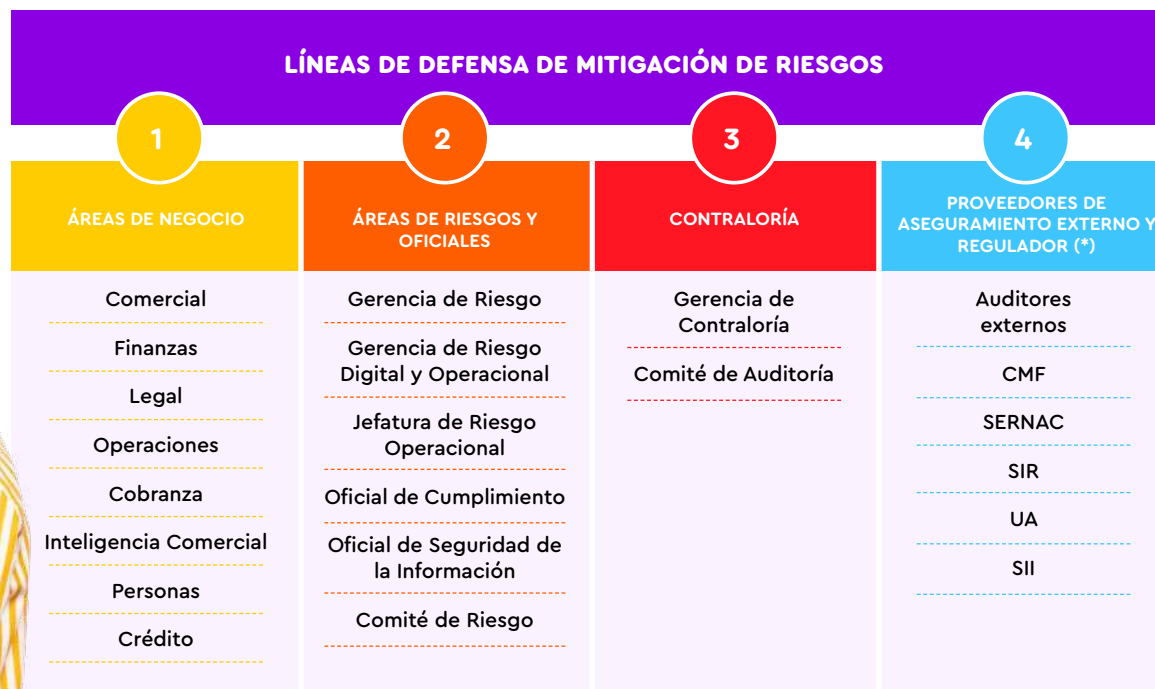 LÍNEAS DE DEFENSA DE MITIGACIÓN DE RIESGOS
1
ÁREAS DE NEGOCIO
Comercial
Finanzas
Legal
Operaciones
Cobranza
Inteligencia Comercial
Personas
Crédito
2
ÁREAS DE RIESGOS Y
OFICIALES
Gerencia de Riesgo
Gerencia de Riesgo
Digital y Operacional
Jefatura de Riesgo
Operacional
Oficial de Cumplimiento
Oficial de Seguridad de
la Información
Comité de Riesgo
3
CONTRALORÍA
Gerencia de
Contraloría
Comité de Auditoría
4
PROVEEDORES DE
ASEGURAMIENTO EXTERNO Y
REGULADOR (*)
Auditores
externos
CMF
SERNAC
SIR
UA
SII